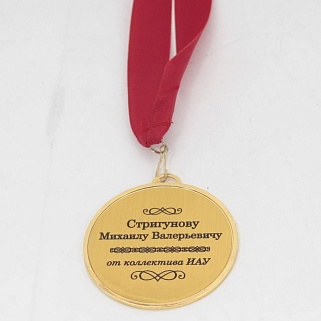 Стригунову
Михаилу Валерьевичу
от коллектива ИАУ